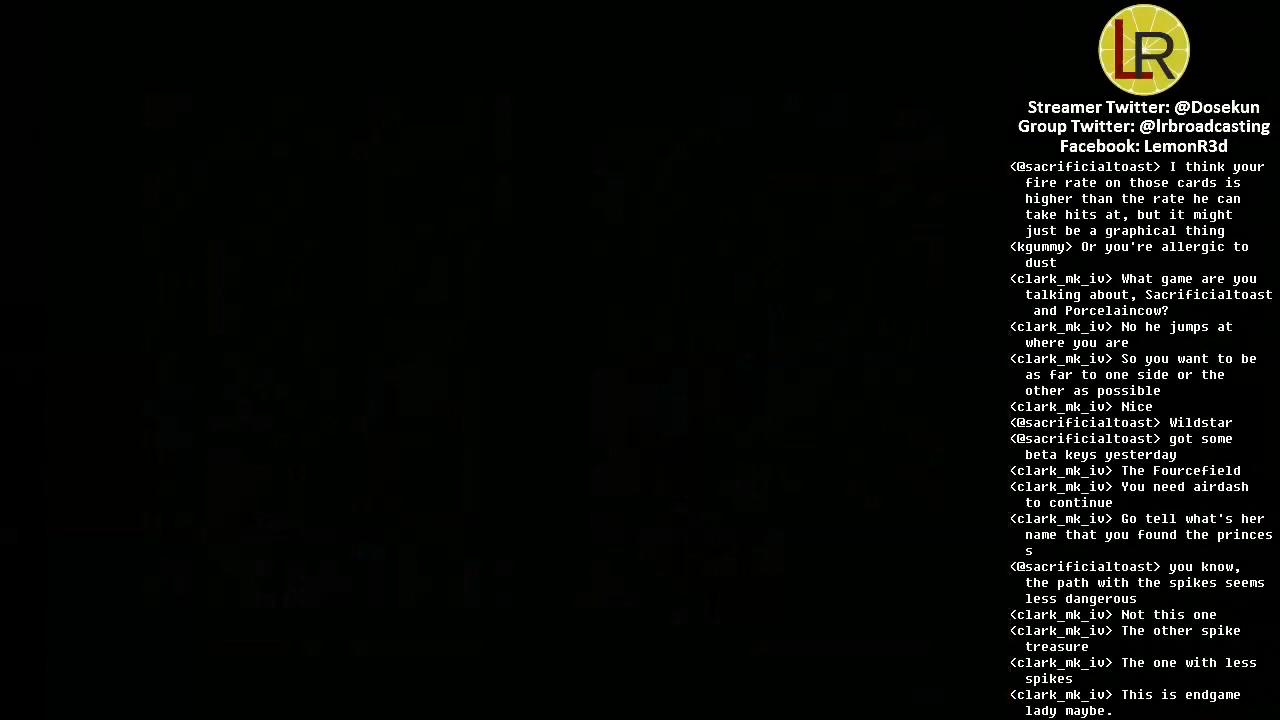 LR
Streamer Twitter: @Dosekun
Group Twitter: @lrbroadcasting
Facebook: LemonR3d
<@sacrificialtoast> I think your
fire rate on those cards is
higher than the rate he can
take hits at, but it might
just be a graphical thing
<kgummy> Or you're allergic to
dust
<clark_mk_iv> What game are you
talking about, Sacrificialtoast
and Porcelaincow?
<clark_mk_iv> No he jumps at
where you are
<clark_mk_iv> So you want to be
as far to one side or the
other as possible
<clark_mk_iv> Nice
<@sacrificialtoast> Wildstar
<@sacrificialtoast> got some
beta keys yesterday
<clark_mk_iv> The Fourcefield
<clark_mk_iv> You need airdash
to continue
<clark_mk_iv> Go tell what's her
name that you found the princes
s
<@sacrificialtoast> you know,
the path with the spikes seems
less dangerous
<clark_mk_iv> Not this one
<clark_mk_iv> The other spike
treasure
<clark_mk_iv> The one with less
spikes
<clark_mk_iv> This is endgame
lady maybe.